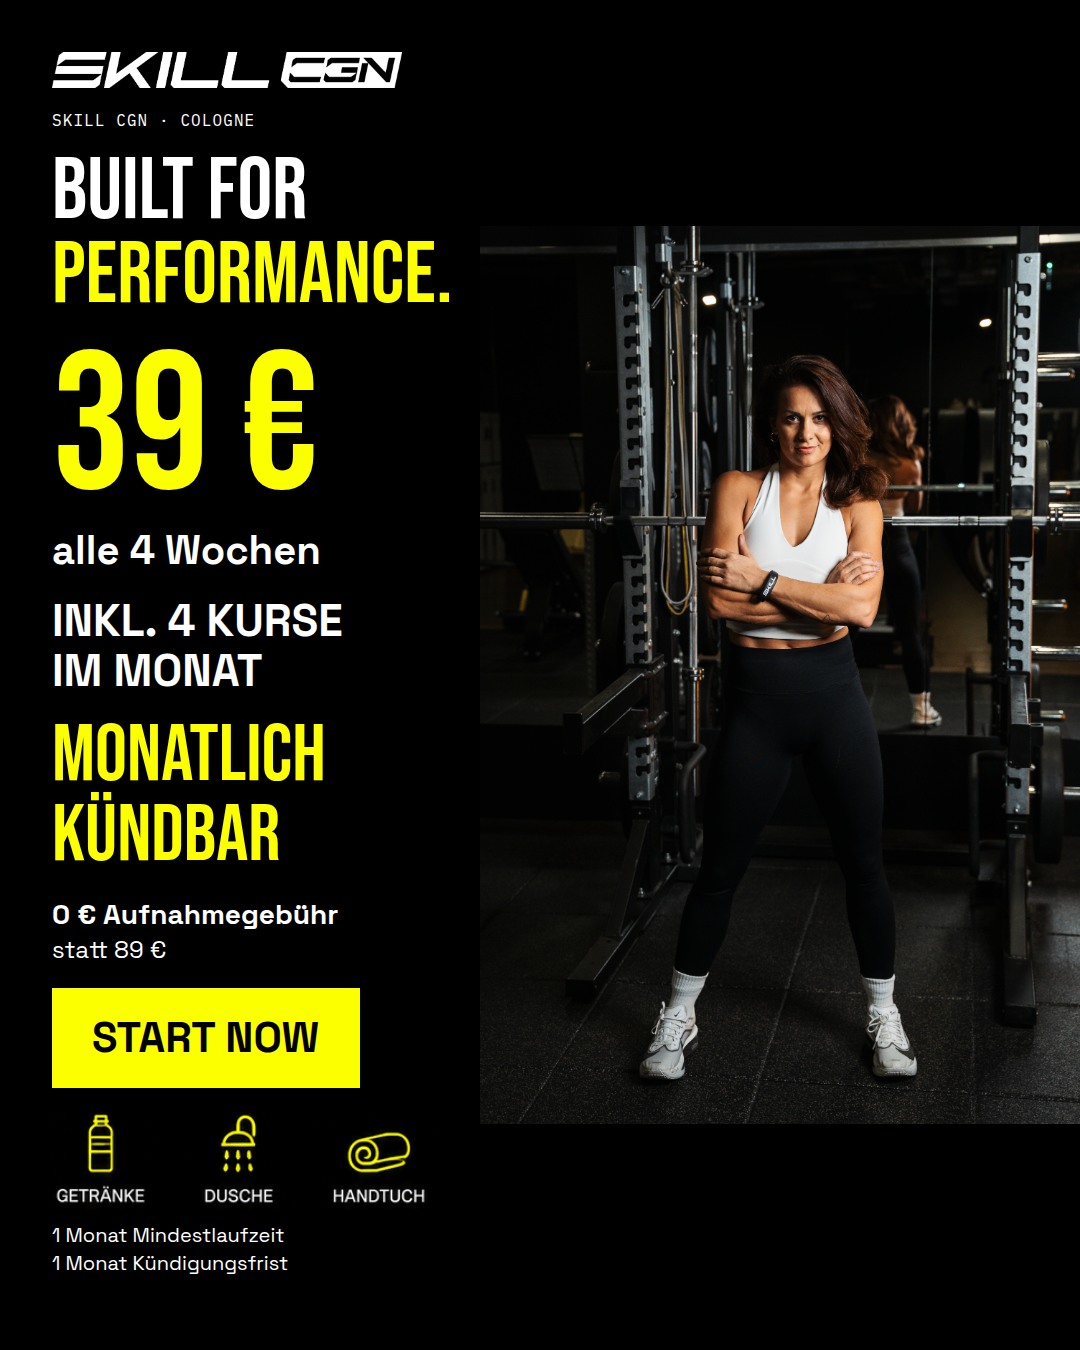 SKILL CGN
SKILL CGN · COLOGNE
BUILT FOR
PERFORMANCE.
39 €
alle 4 Wochen
INKL. 4 KURSE
IM MONAT
MONATLICH
KÜNDBAR
0 € Aufnahmegebühr
statt 89 €
START NOW
GETRÄNKE DUSCHE HANDTUCH
1 Monat Mindestlaufzeit
1 Monat Kündigungsfrist
SKILL